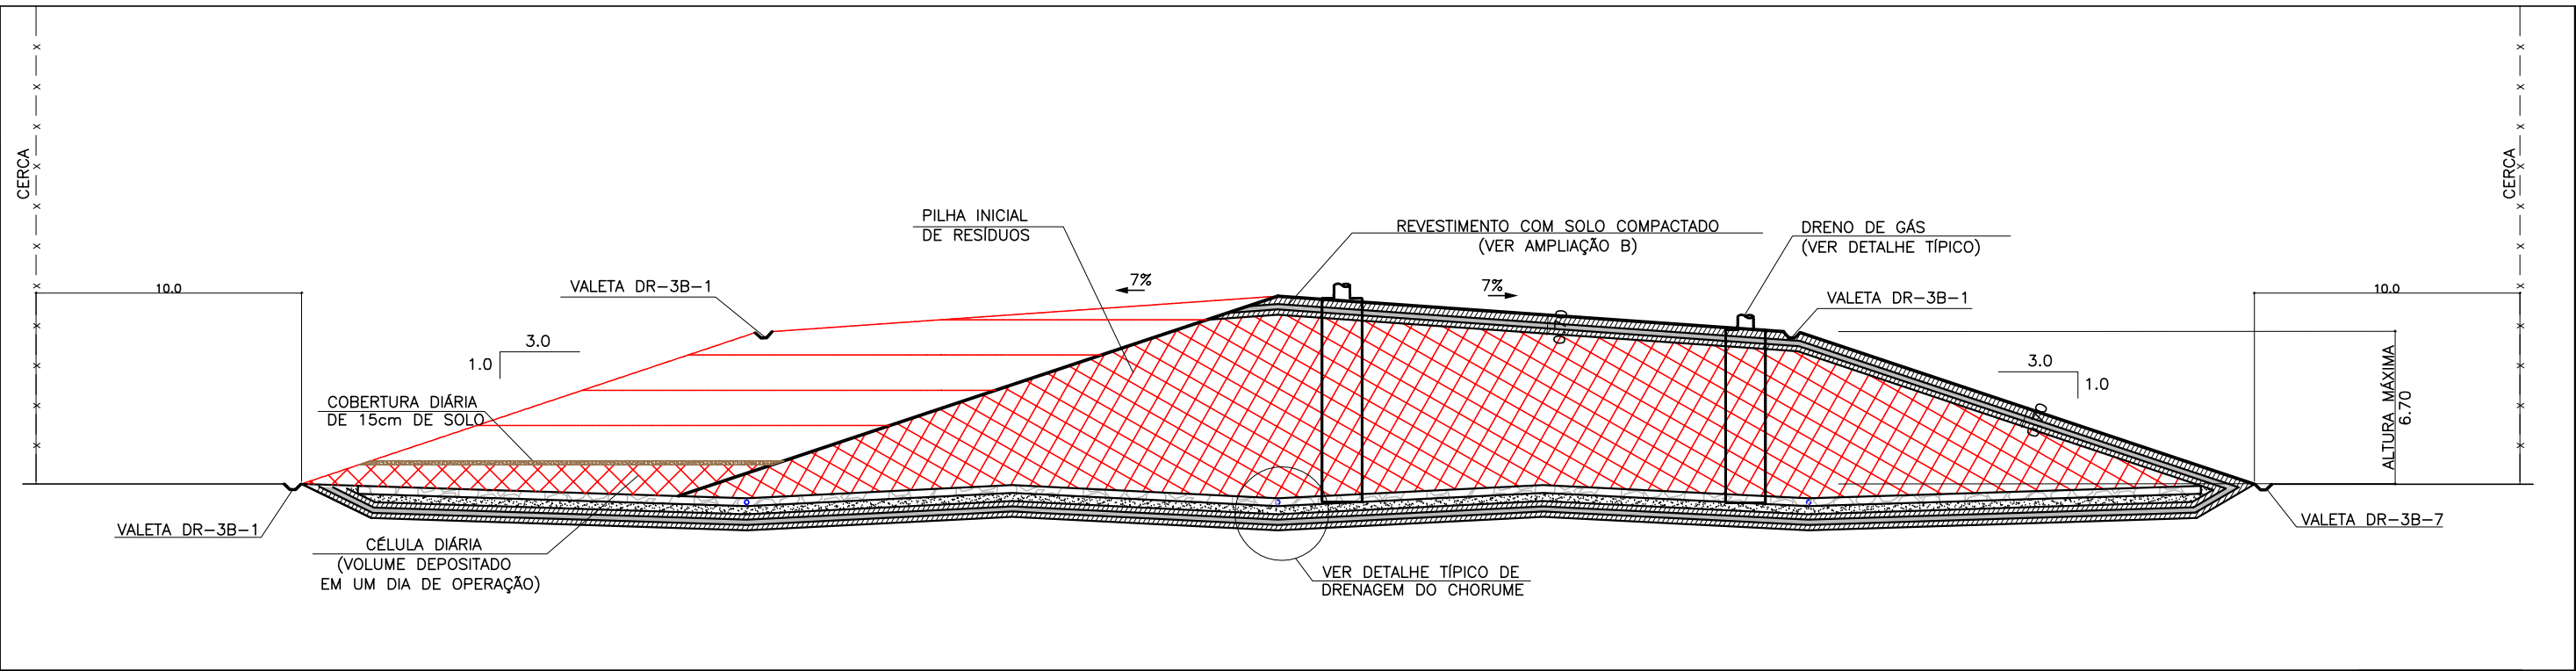 CERCA
CERCA
PILHA INICIAL
DE RESÍDUOS
REVESTIMENTO COM SOLO COMPACTADO
(VER AMPLIAÇÃO B)
DRENO DE GÁS
(VER DETALHE TÍPICO)
VALETA DR-3B-1
7%
7%
VALETA DR-3B-1
10.0
10.0
0.70
3.0
1.0
3.0
1.0
ALTURA MÁXIMA
6.70
COBERTURA DIÁRIA
DE 15cm DE SOLO
VALETA DR-3B-1
CÉLULA DIÁRIA
(VOLUME DEPOSITADO
EM UM DIA DE OPERAÇÃO)
VER DETALHE TÍPICO DE
DRENAGEM DO CHORUME
VALETA DR-3B-7